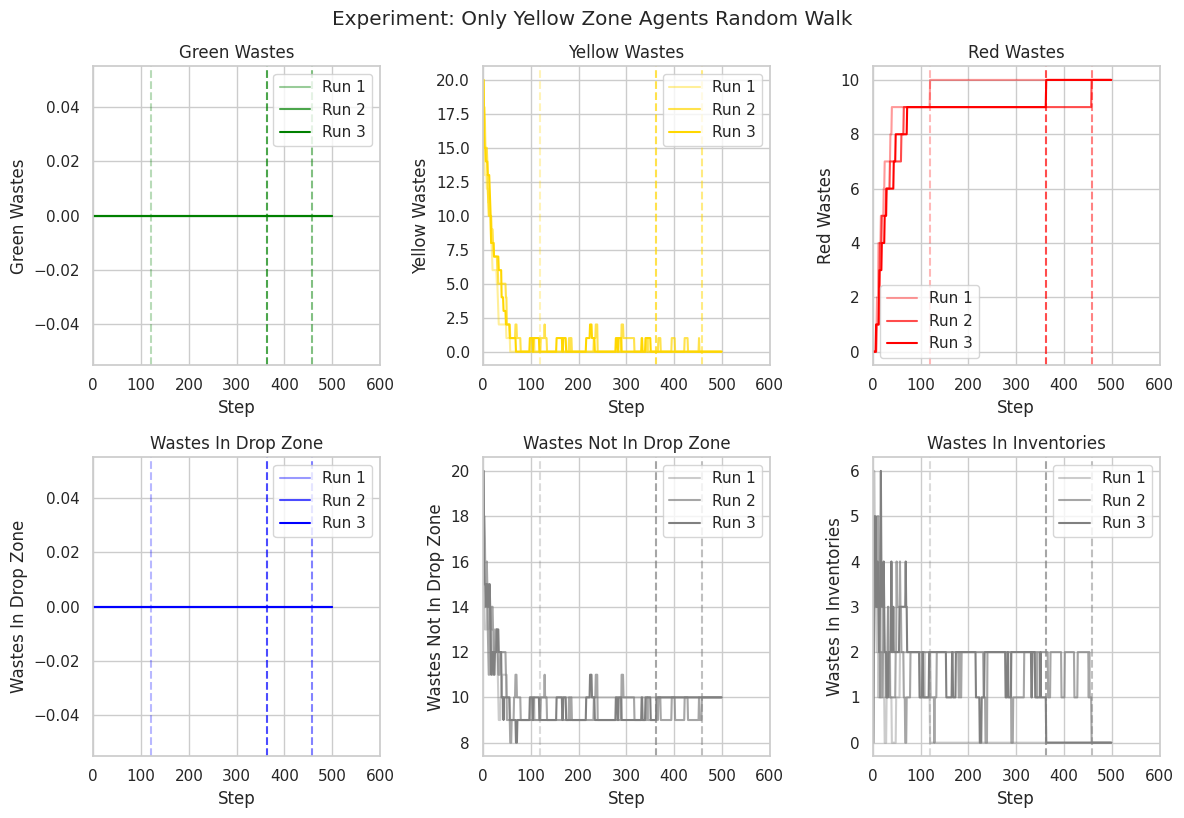 Experiment: Only Yellow Zone Agents Random Walk
Green Wastes
Green Wastes
0.04
0.02
0.00
−0.02
−0.04
0 100 200 300 400 500 600
Step
Run 1
Run 2
Run 3
Yellow Wastes
Yellow Wastes
20.0
17.5
15.0
12.5
10.0
7.5
5.0
2.5
0.0
0 100 200 300 400 500 600
Step
Run 1
Run 2
Run 3
Red Wastes
Red Wastes
10
8
6
4
2
0
0 100 200 300 400 500 600
Step
Run 1
Run 2
Run 3
Wastes In Drop Zone
Wastes In Drop Zone
0.04
0.02
0.00
−0.02
−0.04
0 100 200 300 400 500 600
Step
Run 1
Run 2
Run 3
Wastes Not In Drop Zone
Wastes Not In Drop Zone
20
18
16
14
12
10
8
0 100 200 300 400 500 600
Step
Run 1
Run 2
Run 3
Wastes In Inventories
Wastes In Inventories
6
5
4
3
2
1
0
0 100 200 300 400 500 600
Step
Run 1
Run 2
Run 3